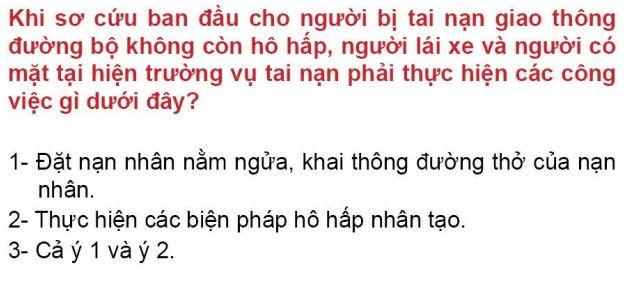 Khi sơ cứu ban đầu cho người bị tai nạn giao thông
đường bộ không còn hô hấp, người lái xe và người có
mặt tại hiện trường vụ tai nạn phải thực hiện các công
việc gì dưới đây?
1- Đặt nạn nhân nằm ngửa, khai thông đường thở của nạn
nhân.
2- Thực hiện các biện pháp hô hấp nhân tạo.
3- Cả ý 1 và ý 2.